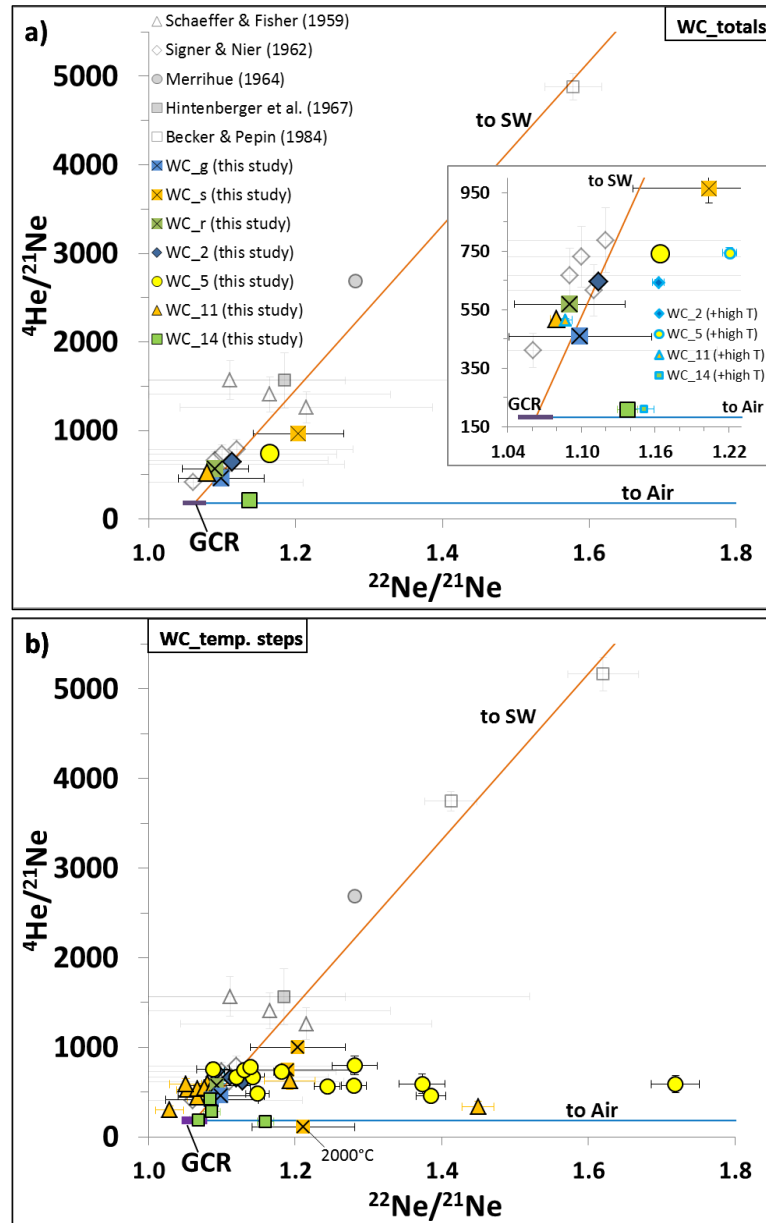 a)
WC_totals
Schaeffer & Fisher (1959)
Signer & Nier (1962)
Merrihue (1964)
Hintenberger et al. (1967)
Becker & Pepin (1984)
WC_g (this study)
WC_s (this study)
WC_r (this study)
WC_2 (this study)
WC_5 (this study)
WC_11 (this study)
WC_14 (this study)
5000
4000
3000
2000
1000
0
⁴He/²¹Ne
to SW
to Air
GCR
1.0
1.2
1.4
1.6
1.8
²²Ne/²¹Ne
950
750
550
350
150
to SW
WC_2 (+high T)
WC_5 (+high T)
WC_11 (+high T)
WC_14 (+high T)
GCR
to Air
1.04
1.10
1.16
1.22
b)
WC_temp. steps
5000
4000
3000
2000
1000
0
⁴He/²¹Ne
to SW
to Air
GCR
2000°C
1.0
1.2
1.4
1.6
1.8
²²Ne/²¹Ne